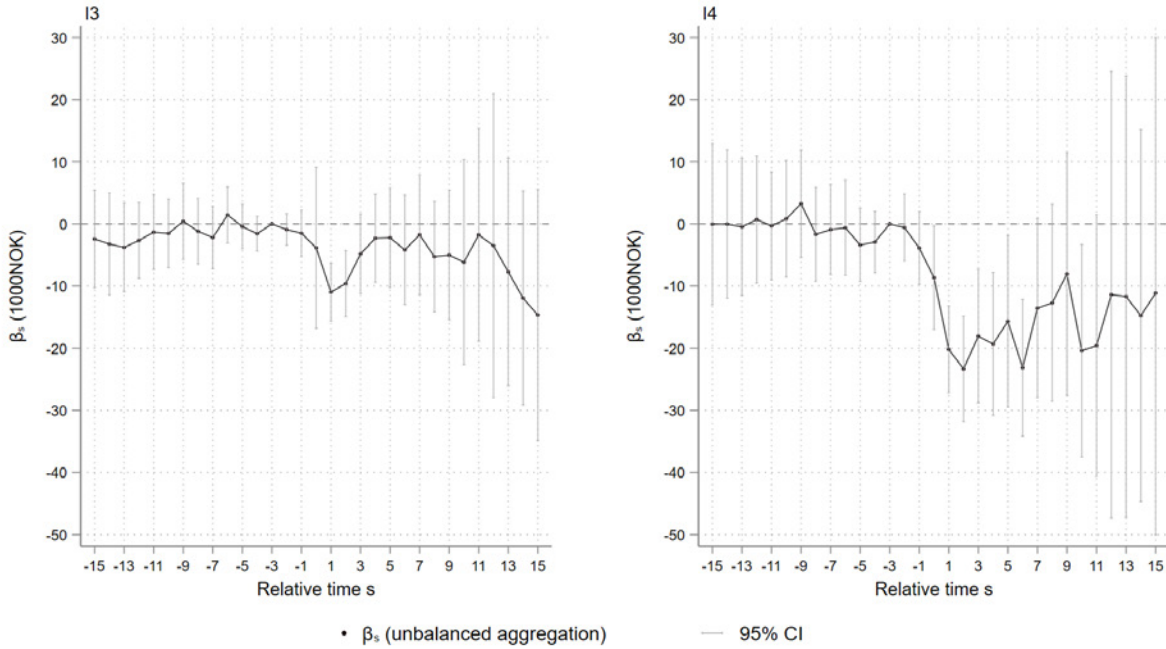 I3
30
20
10
0
-10
-20
-30
-40
-50
βₛ (1000NOK)
-15 -13 -11 -9 -7 -5 -3 -1 1 3 5 7 9 11 13 15
Relative time s
I4
30
20
10
0
-10
-20
-30
-40
-50
βₛ (1000NOK)
-15 -13 -11 -9 -7 -5 -3 -1 1 3 5 7 9 11 13 15
Relative time s
βₛ (unbalanced aggregation) 95% CI